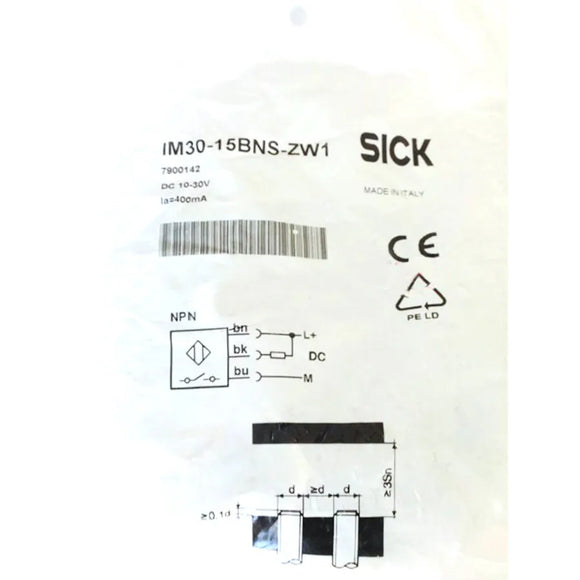 IM30-15BNS-ZW1
SICK
7900142
DC 10-30V
Ia=400mA
MADE IN ITALY
CE
PE LD
NPN
bn
L+
bk
DC
bu
M
≥3Sn
d
≥d
d
≥0.1d